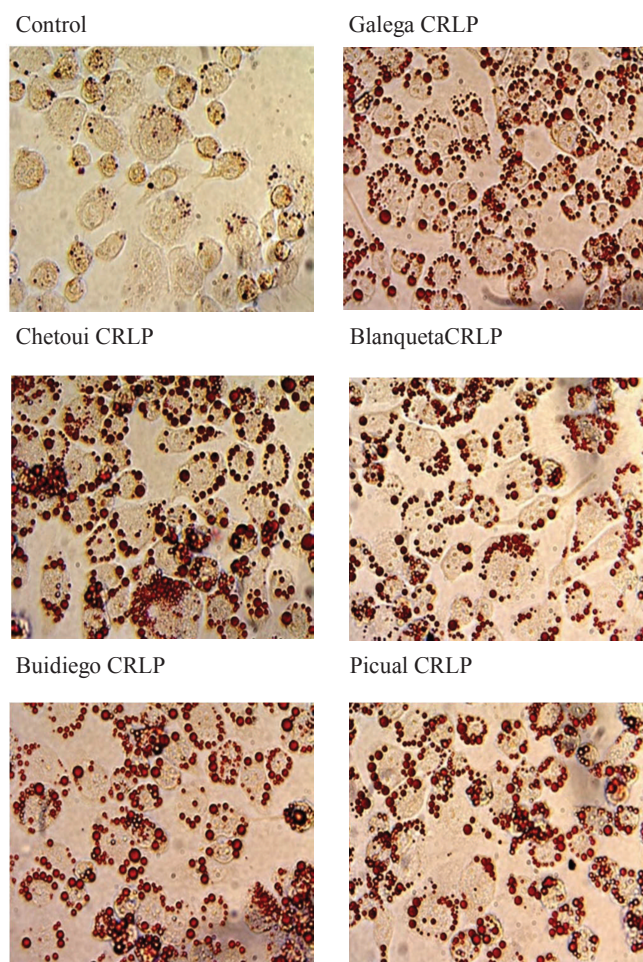 Control
Galega CRLP
Chetoui CRLP
BlanquetaCRLP
Buidiego CRLP
Picual CRLP